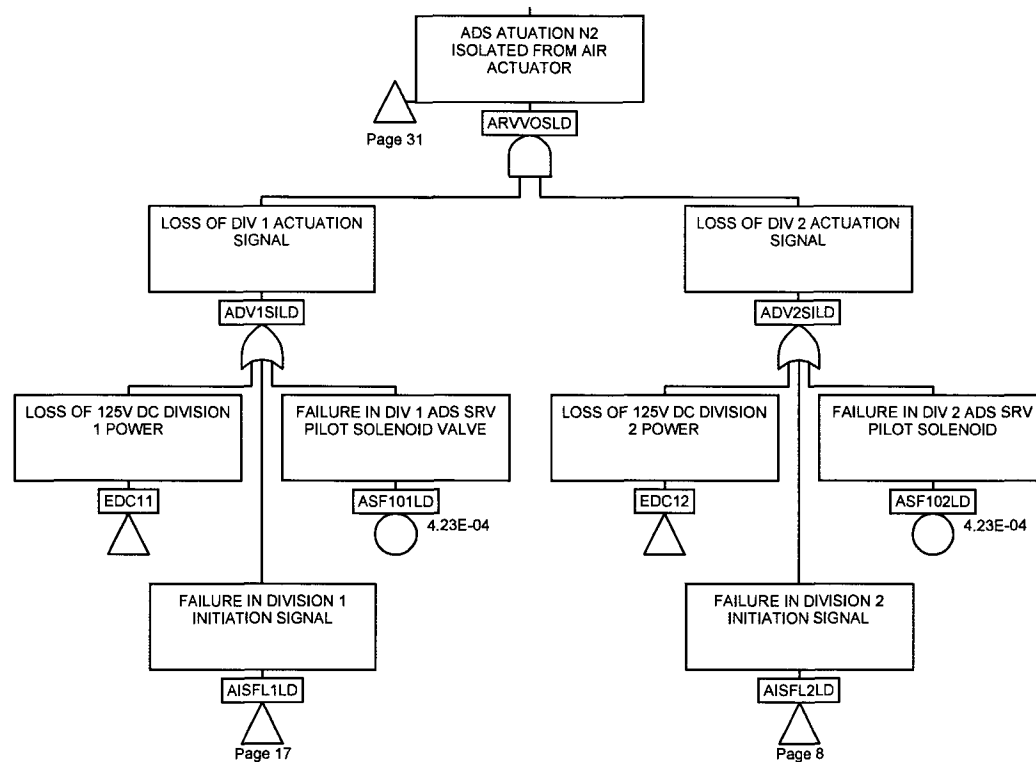 ADS ATUATION N2
ISOLATED FROM AIR
ACTUATOR
Page 31
ARVVOSLD
LOSS OF DIV 1 ACTUATION
SIGNAL
LOSS OF DIV 2 ACTUATION
SIGNAL
ADV1SILD
ADV2SILD
LOSS OF 125V DC DIVISION
1 POWER
FAILURE IN DIV 1 ADS SRV
PILOT SOLENOID VALVE
LOSS OF 125V DC DIVISION
2 POWER
FAILURE IN DIV 2 ADS SRV
PILOT SOLENOID
EDC11
ASF101LD
4.23E-04
EDC12
ASF102LD
4.23E-04
FAILURE IN DIVISION 1
INITIATION SIGNAL
FAILURE IN DIVISION 2
INITIATION SIGNAL
AISFL1LD
AISFL2LD
Page 17
Page 8